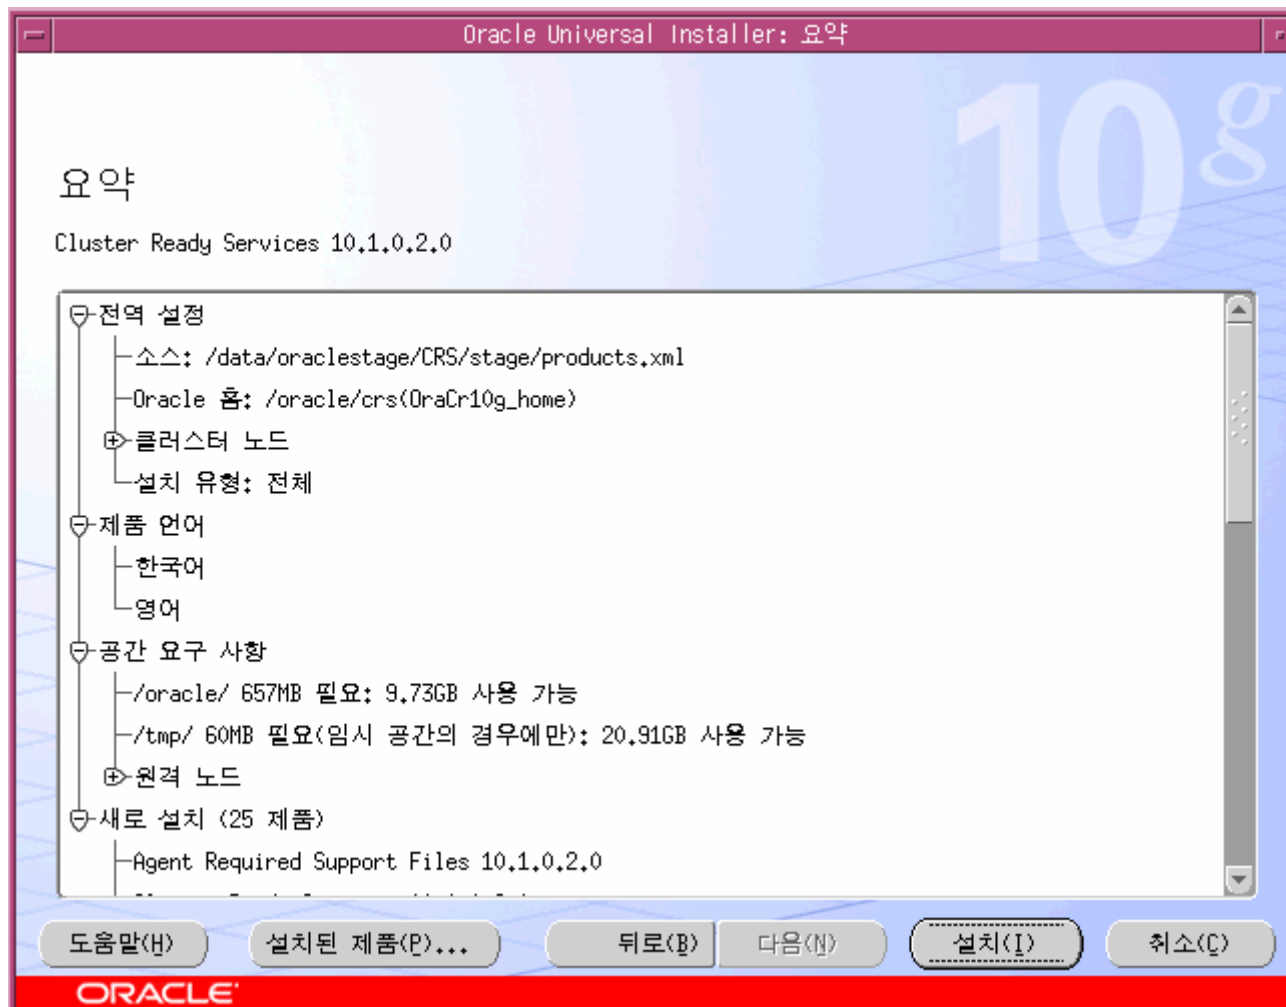 Oracle Universal Installer: 요약
10g
요약
Cluster Ready Services 10.1.0.2.0
전역 설정
소스: /data/oraclestage/CRS/stage/products.xml
Oracle 홈: /oracle/crs(OraCr10g_home)
클러스터 노드
설치 유형: 전체
제품 언어
한국어
영어
공간 요구 사항
/oracle/ 657MB 필요: 9.73GB 사용 가능
/tmp/ 60MB 필요(임시 공간의 경우에만): 20.91GB 사용 가능
원격 노드
새로 설치 (25 제품)
Agent Required Support Files 10.1.0.2.0
도움말(H) 설치된 제품(P)... 뒤로(B) 다음(N) 설치(I) 취소(C)
ORACLE